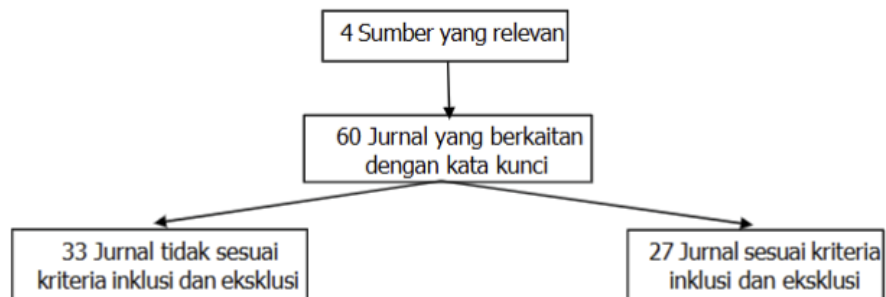 4 Sumber yang relevan
60 Jurnal yang berkaitan
dengan kata kunci
33 Jurnal tidak sesuai
kriteria inklusi dan eksklusi
27 Jurnal sesuai kriteria
inklusi dan eksklusi